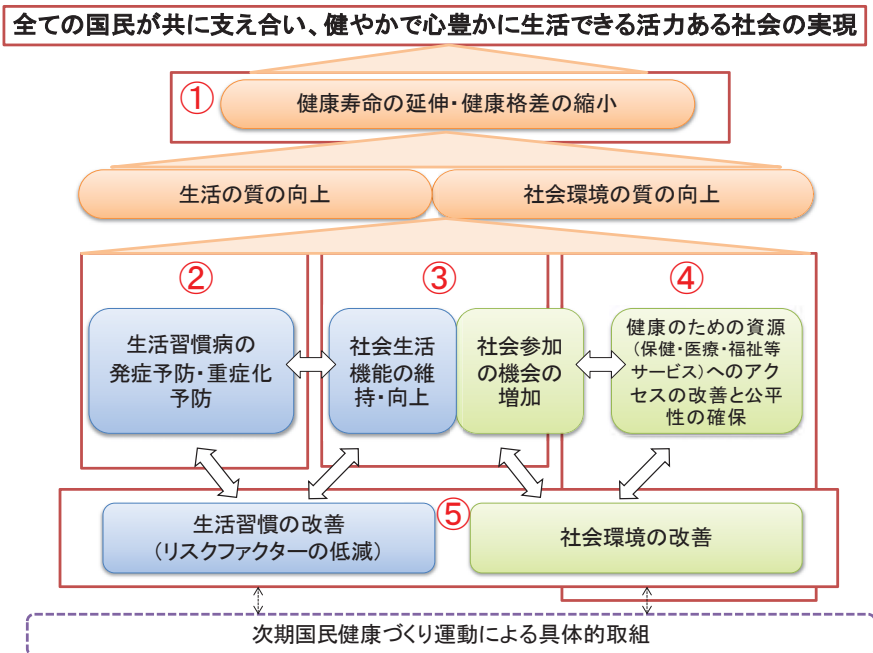 全ての国民が共に支え合い、健やかで心豊かに生活できる活力ある社会の実現
①
健康寿命の延伸・健康格差の縮小
生活の質の向上
社会環境の質の向上
②
③
④
生活習慣病の
発症予防・重症化
予防
社会生活
機能の維
持・向上
社会参加
の機会の
増加
健康のための資源
(保健・医療・福祉等
サービス)へのアク
セスの改善と公平
性の確保
⑤
生活習慣の改善
(リスクファクターの低減)
社会環境の改善
次期国民健康づくり運動による具体的取組